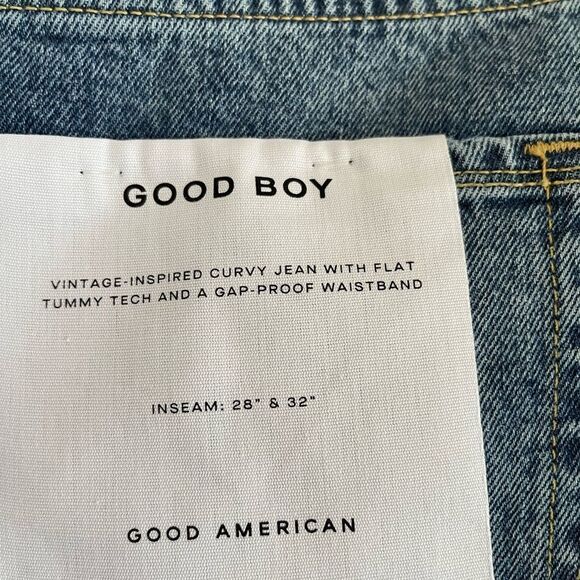 GOOD BOY
VINTAGE-INSPIRED CURVY JEAN WITH FLAT
TUMMY TECH AND A GAP-PROOF WAISTBAND
INSEAM: 28" & 32"
GOOD AMERICAN